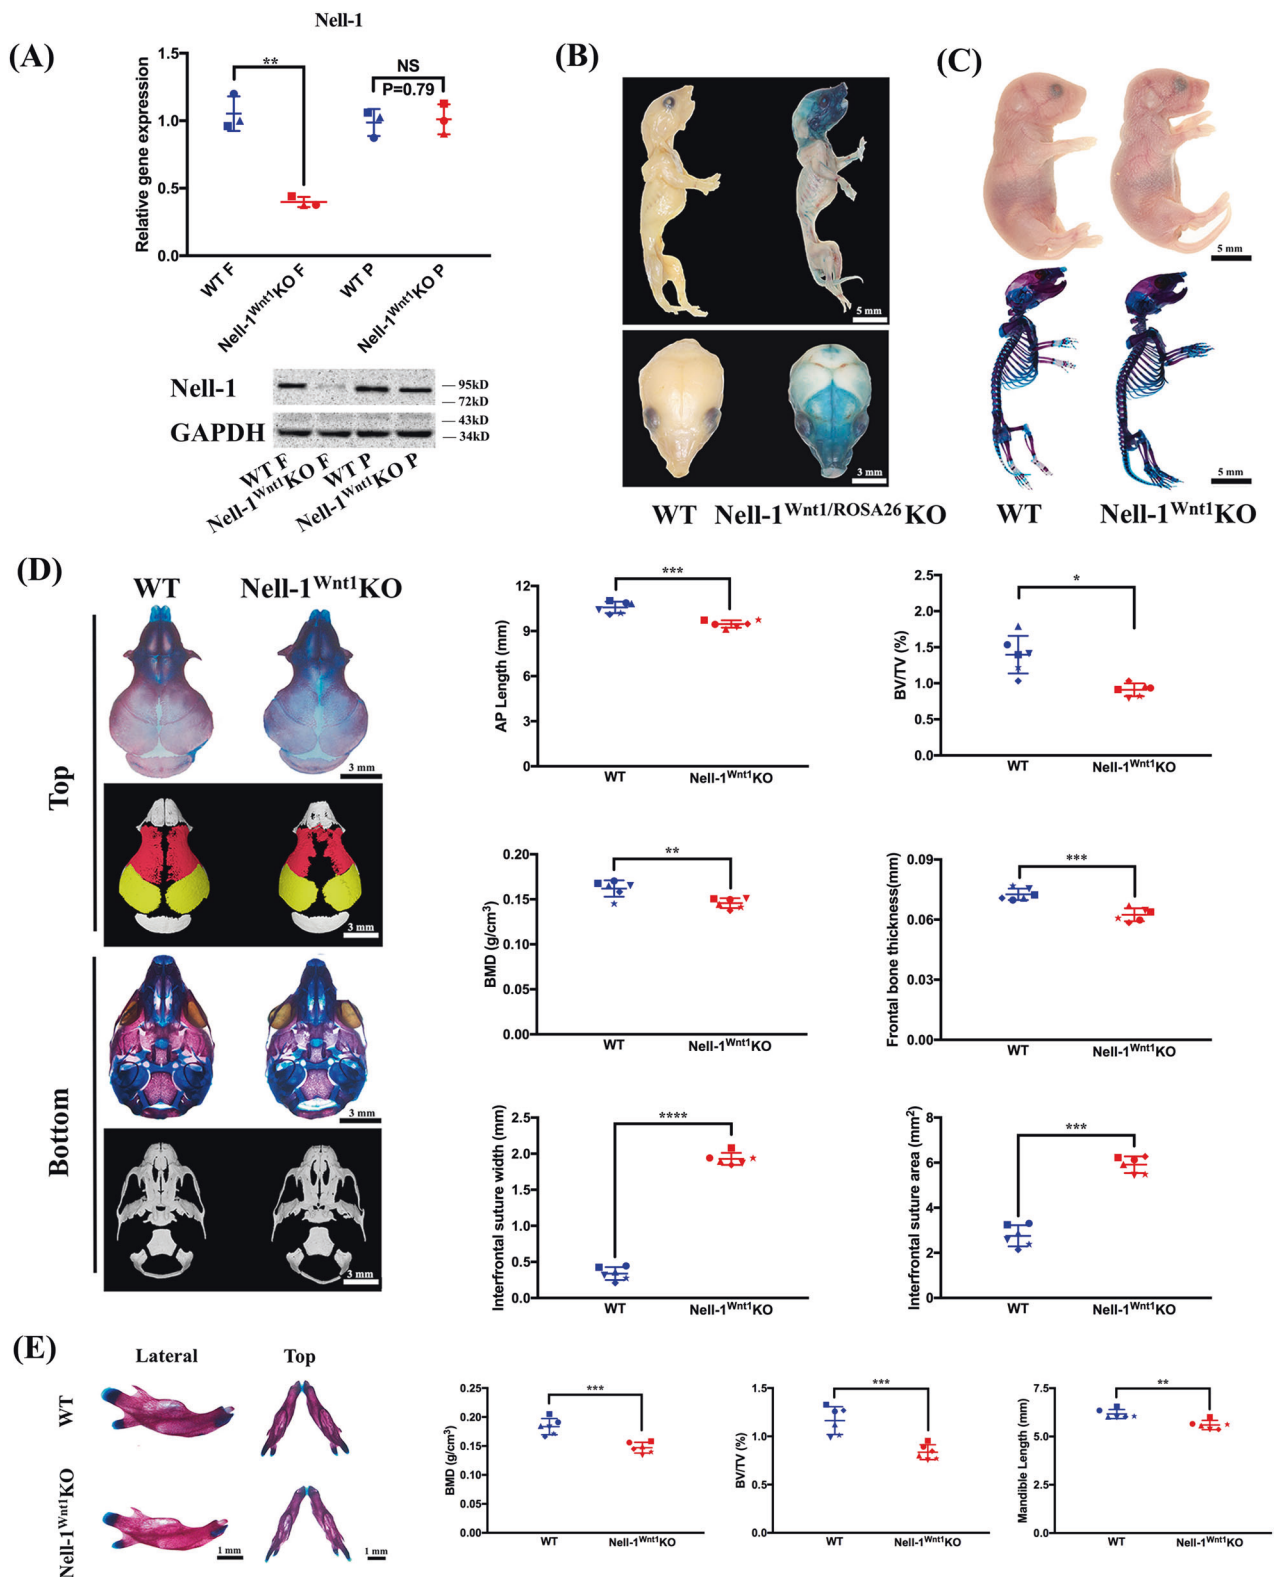 Nell-1
(A)
1.5
1.0
0.5
0.0
Relative gene expression
**
NS
P=0.79
WT F
Nell-1Wnt1KO F
WT P
Nell-1Wnt1KO P
Nell-1
GAPDH
— 95kD
— 72kD
— 43kD
— 34kD
WT F
Nell-1Wnt1KO F
WT P
Nell-1Wnt1KO P
(B)
5 mm
3 mm
WT Nell-1Wnt1/ROSA26 KO
(C)
5 mm
5 mm
WT Nell-1Wnt1KO
(D)
WT Nell-1Wnt1KO
Top
3 mm
3 mm
Bottom
3 mm
3 mm
AP Length (mm)
12
9
6
3
0
***
WT Nell-1Wnt1KO
BV/TV (%)
2.5
2.0
1.5
1.0
0.5
0.0
*
WT Nell-1Wnt1KO
BMD (g/cm3)
0.20
0.15
0.10
0.05
0.00
**
WT Nell-1Wnt1KO
Frontal bone thickness(mm)
0.09
0.06
0.03
0.00
***
WT Nell-1Wnt1KO
Interfrontal suture width (mm)
2.5
2.0
1.5
1.0
0.5
0.0
****
WT Nell-1Wnt1KO
Interfrontal suture area (mm2)
8
6
4
2
0
***
WT Nell-1Wnt1KO
(E)
Lateral Top
WT
Nell-1Wnt1KO
1 mm
1 mm
BMD (g/cm3)
0.25
0.20
0.15
0.10
0.05
0.00
***
WT Nell-1Wnt1KO
BV/TV (%)
1.5
1.0
0.5
0.0
***
WT Nell-1Wnt1KO
Mandible Length (mm)
7.5
5.0
2.5
0.0
**
WT Nell-1Wnt1KO